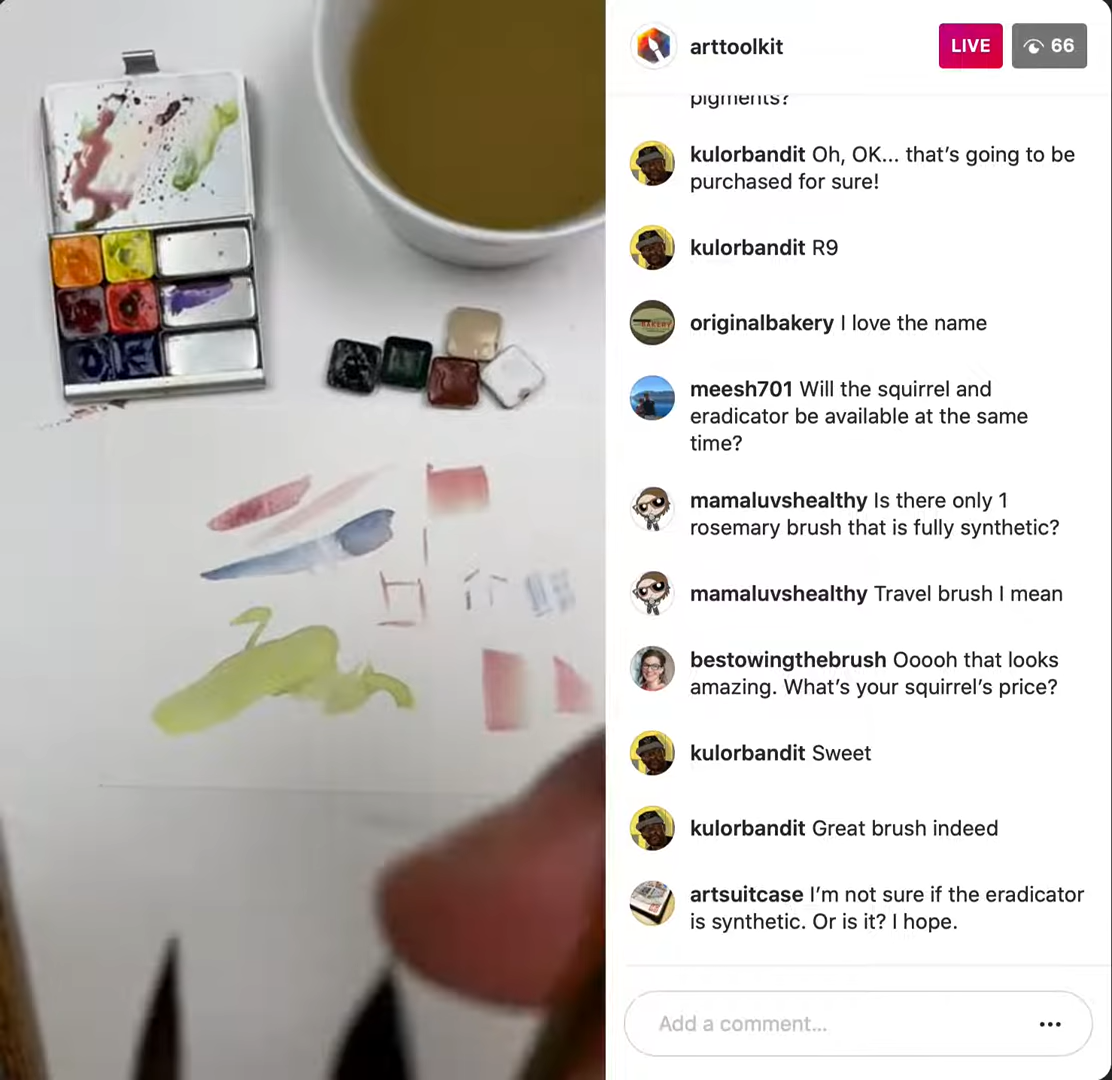 arttoolkit
LIVE
66
pigments?
kulorbandit Oh, OK... that’s going to be
purchased for sure!
kulorbandit R9
originalbakery I love the name
BAKERY
meesh701 Will the squirrel and
eradicator be available at the same
time?
mamaluvshealthy Is there only 1
rosemary brush that is fully synthetic?
mamaluvshealthy Travel brush I mean
bestowingthebrush Ooooh that looks
amazing. What’s your squirrel’s price?
kulorbandit Sweet
kulorbandit Great brush indeed
artsuitcase I’m not sure if the eradicator
is synthetic. Or is it? I hope.
Add a comment...